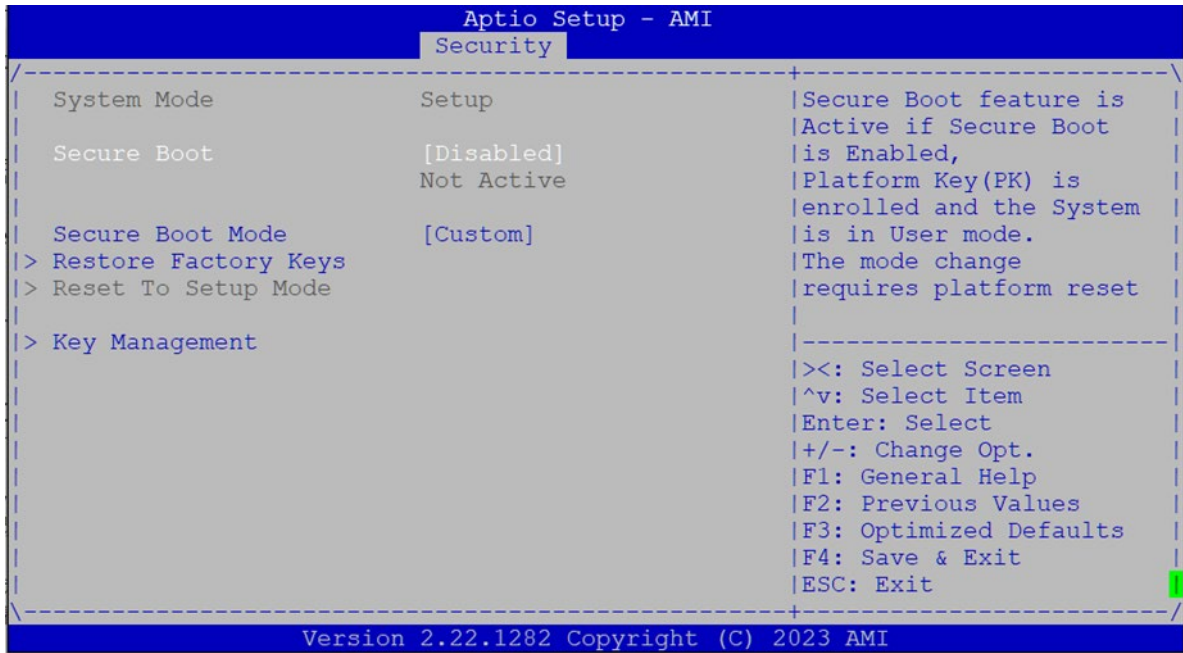 Aptio Setup - AMI
Security
/----------------------------------------------------+-------------------------\
| System Mode Setup |Secure Boot feature is |
| |Active if Secure Boot |
| Secure Boot [Disabled] |is Enabled, |
| Not Active |Platform Key(PK) is |
| |enrolled and the System |
| Secure Boot Mode [Custom] |is in User mode. |
|> Restore Factory Keys |The mode change |
|> Reset To Setup Mode |requires platform reset |
| | |
|> Key Management |-------------------------|
| |><: Select Screen |
| |^v: Select Item |
| |Enter: Select |
| |+/-: Change Opt. |
| |F1: General Help |
| |F2: Previous Values |
| |F3: Optimized Defaults |
| |F4: Save & Exit |
| |ESC: Exit |
\----------------------------------------------------+-------------------------/
Version 2.22.1282 Copyright (C) 2023 AMI